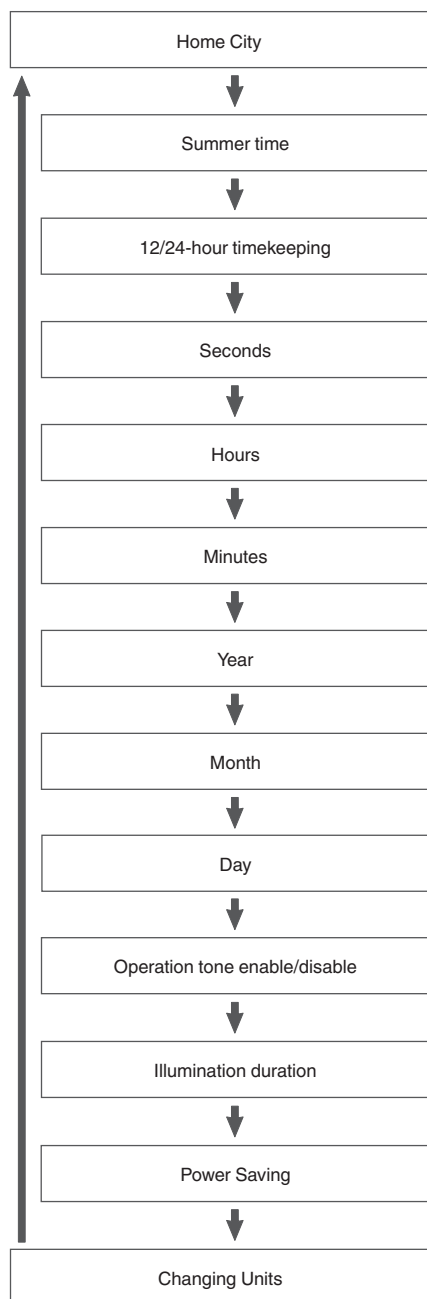 Home City
Summer time
12/24-hour timekeeping
Seconds
Hours
Minutes
Year
Month
Day
Operation tone enable/disable
Illumination duration
Power Saving
Changing Units